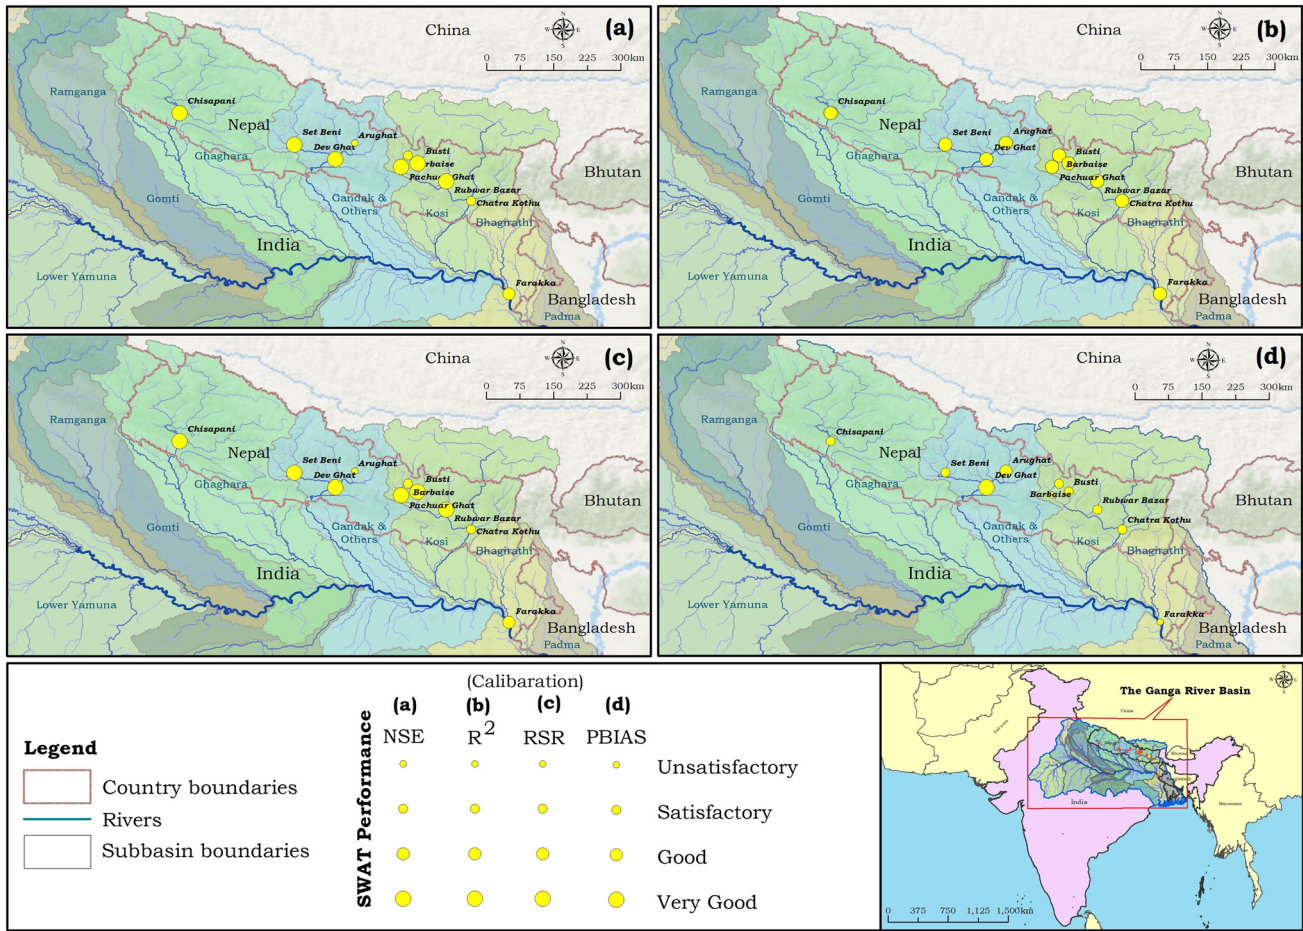 (a)
China
N
W
E
S
0 75 150 225 300km
Ramganga
Chisapani
Nepal
Set Beni
Arughat
Dev Ghat
Busti
rbaise
Pachuar Ghat
Ghaghara
Bhutan
Gomti
Gandak &
Others
Rubwar Bazar
Chatra Kothu
Kosi
Bhagirathi
India
Lower Yamuna
Farakka
Bangladesh
Padma
(b)
China
N
W
E
S
0 75 150 225 300km
Ramganga
Chisapani
Nepal
Set Beni
Arughat
Dev Ghat
Busti
Barbaise
Pachuar Ghat
Ghaghara
Bhutan
Gomti
Gandak &
Others
Rubwar Bazar
Chatra Kothu
Kosi
Bhagirathi
India
Lower Yamuna
Farakka
Bangladesh
Padma
(c)
China
N
W
E
S
0 75 150 225 300km
Ramganga
Chisapani
Nepal
Set Beni
Arughat
Dev Ghat
Busti
Barbaise
Pachuar Ghat
Ghaghara
Bhutan
Gomti
Gandak &
Others
Rubwar Bazar
Chatra Kothu
Kosi
Bhagirathi
India
Lower Yamuna
Farakka
Bangladesh
Padma
(d)
China
N
W
E
S
0 75 150 225 300km
Ramganga
Chisapani
Nepal
Set Beni
Arughat
Dev Ghat
Busti
Barbaise
Ghaghara
Rubwar Bazar
Bhutan
Gomti
Gandak &
Others
Chatra Kothu
Kosi
Bhagirathi
India
Lower Yamuna
Farakka
Bangladesh
Padma
Legend
Country boundaries
Rivers
Subbasin boundaries
SWAT Performance
(Calibaration)
(a) (b) (c) (d)
NSE R2 RSR PBIAS
Unsatisfactory
Satisfactory
Good
Very Good
The Ganga River Basin
N
W
E
S
China
Bhutan
India
0 375 750 1,125 1,500km